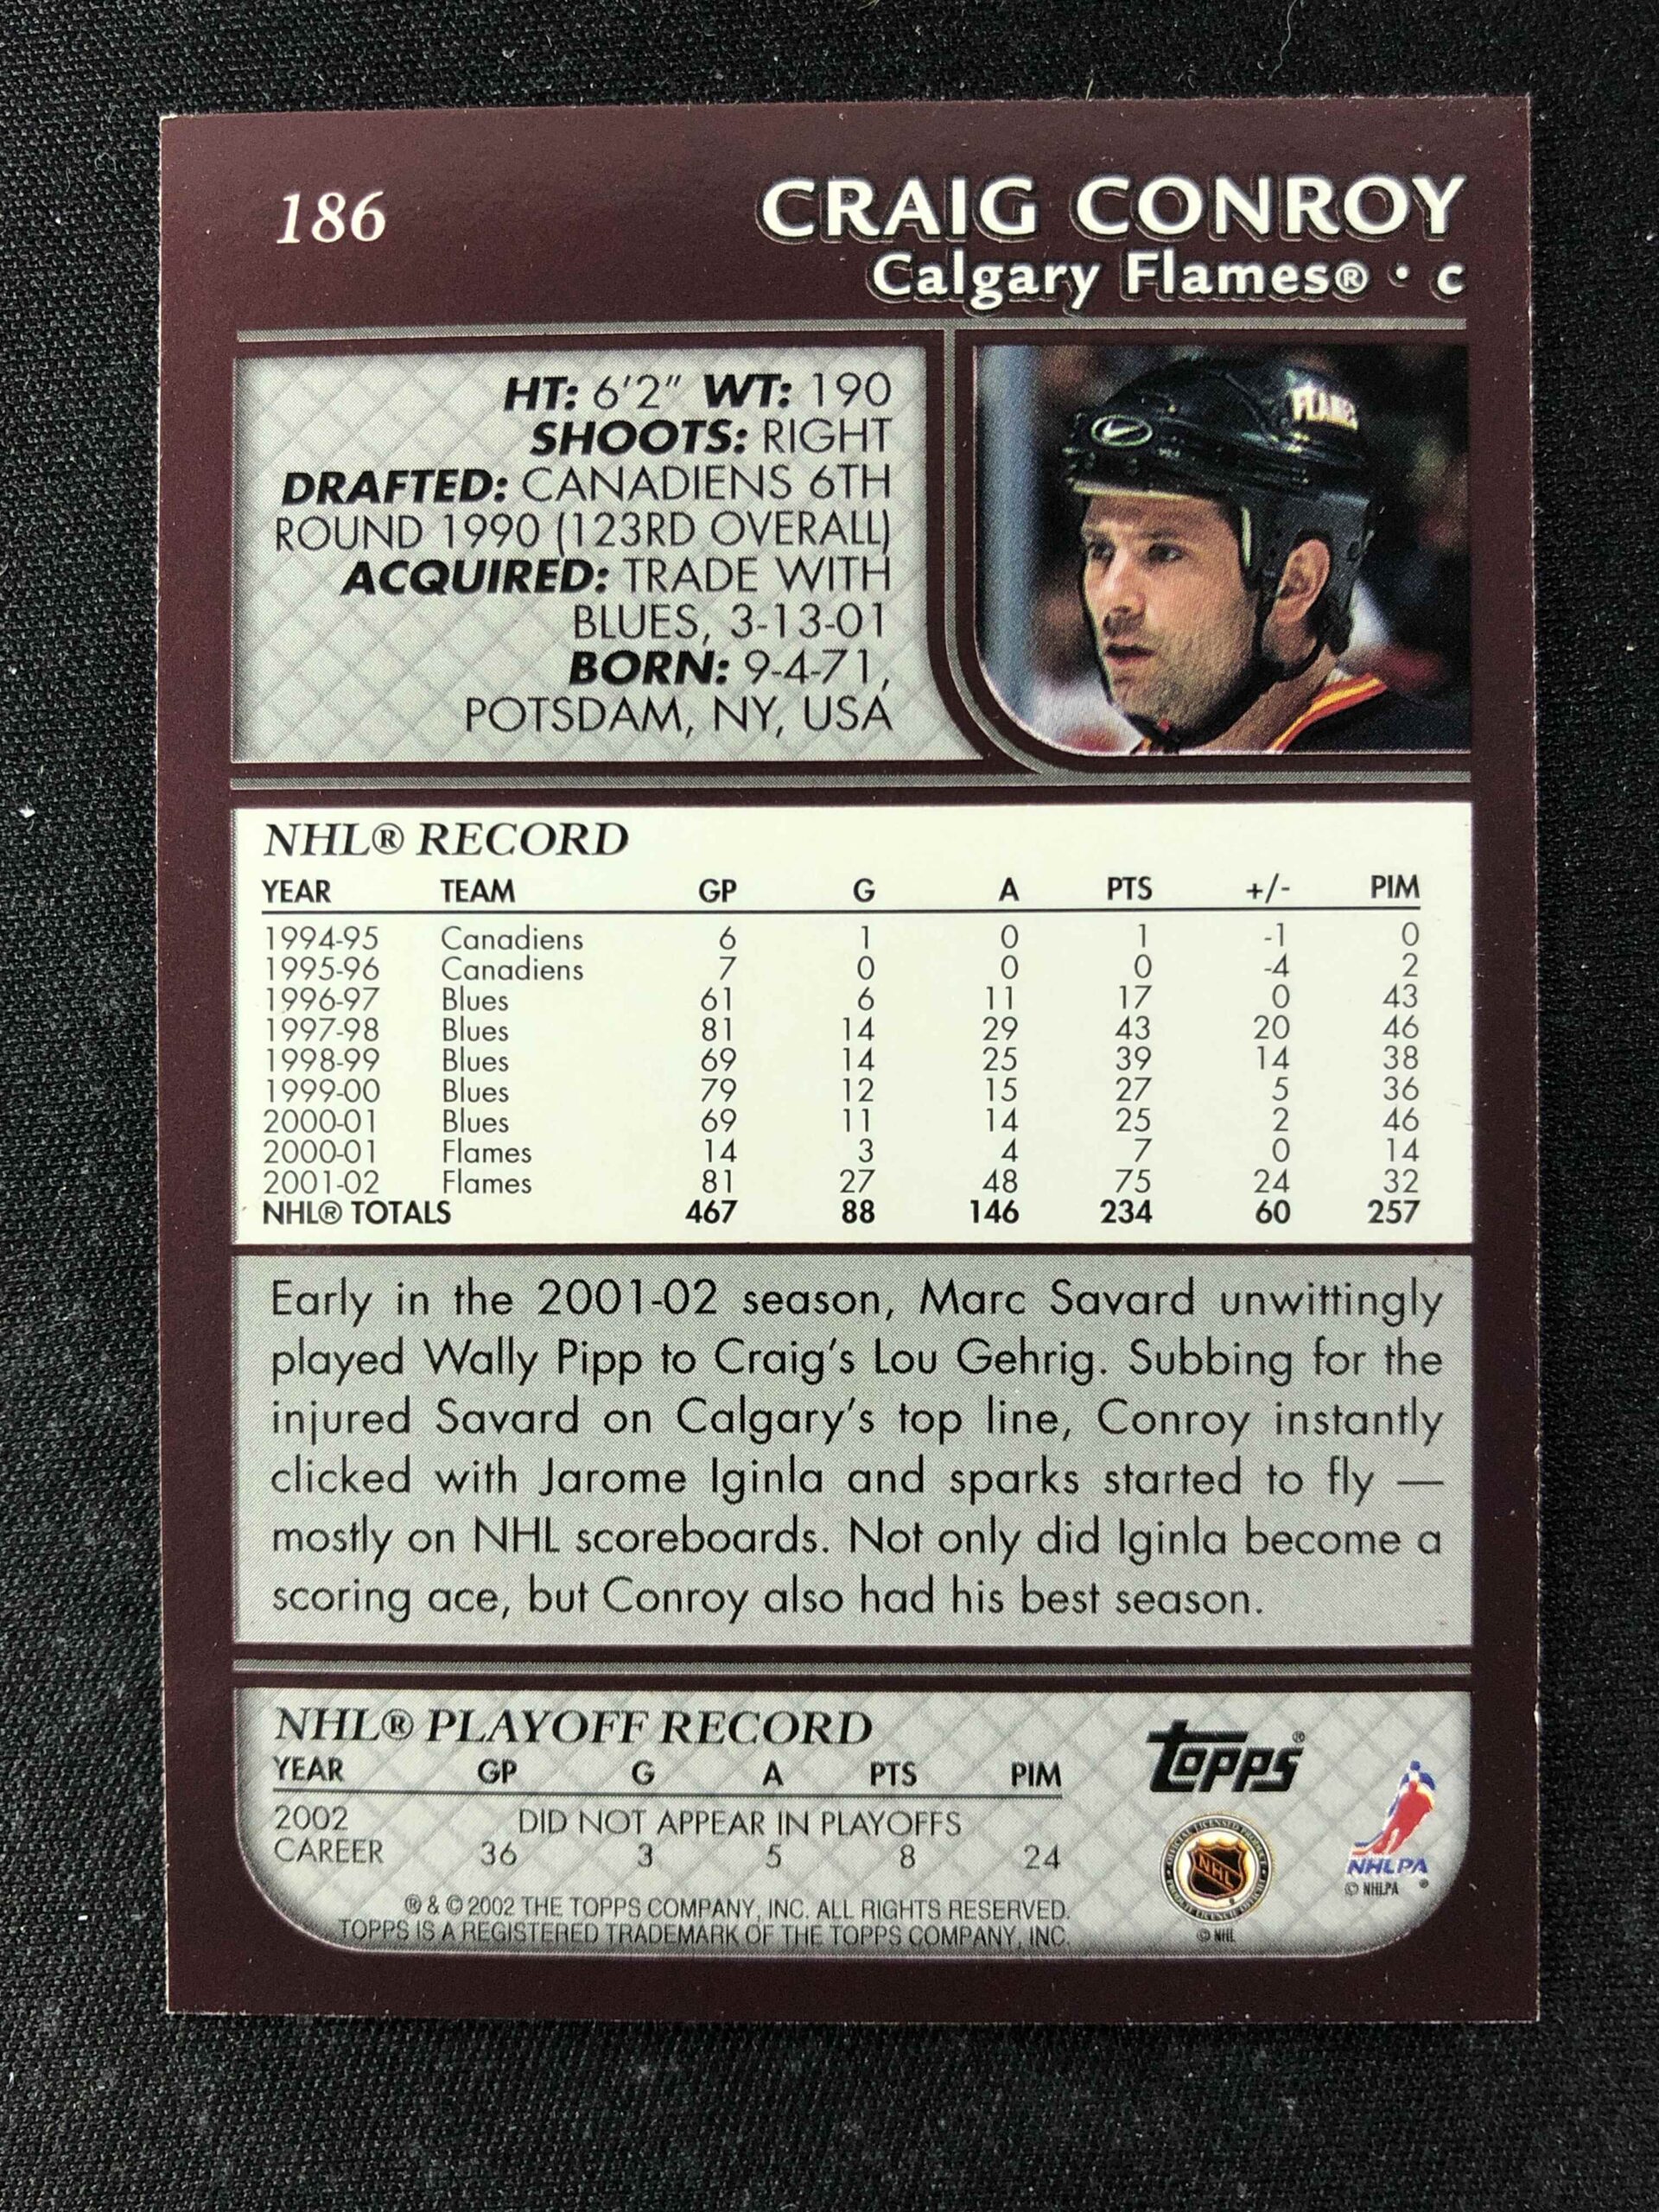 186
CRAIG CONROY
Calgary Flames® • C
HT: 6'2" WT: 190
SHOOTS: RIGHT
DRAFTED: CANADIENS 6TH
ROUND 1990 (123RD OVERALL)
ACQUIRED: TRADE WITH
BLUES, 3-13-01
BORN: 9-4-71,
POTSDAM, NY, USA
FLAMES
NHL® RECORD
YEAR TEAM GP G A PTS +/- PIM
1994-95 Canadiens 6 1 0 1 -1 0
1995-96 Canadiens 7 0 0 0 -4 2
1996-97 Blues 61 6 11 17 0 43
1997-98 Blues 81 14 29 43 20 46
1998-99 Blues 69 14 25 39 14 38
1999-00 Blues 79 12 15 27 5 36
2000-01 Blues 69 11 14 25 2 46
2000-01 Flames 14 3 4 7 0 14
2001-02 Flames 81 27 48 75 24 32
NHL® TOTALS 467 88 146 234 60 257
Early in the 2001-02 season, Marc Savard unwittingly
played Wally Pipp to Craig's Lou Gehrig. Subbing for the
injured Savard on Calgary's top line, Conroy instantly
clicked with Jarome Iginla and sparks started to fly —
mostly on NHL scoreboards. Not only did Iginla become a
scoring ace, but Conroy also had his best season.
NHL® PLAYOFF RECORD
YEAR GP G A PTS PIM
2002 DID NOT APPEAR IN PLAYOFFS
CAREER 36 3 5 8 24
® & © 2002 THE TOPPS COMPANY, INC. ALL RIGHTS RESERVED.
TOPPS IS A REGISTERED TRADEMARK OF THE TOPPS COMPANY, INC.
Topps®
NHL
© NHL
NHLPA®
© NHLPA